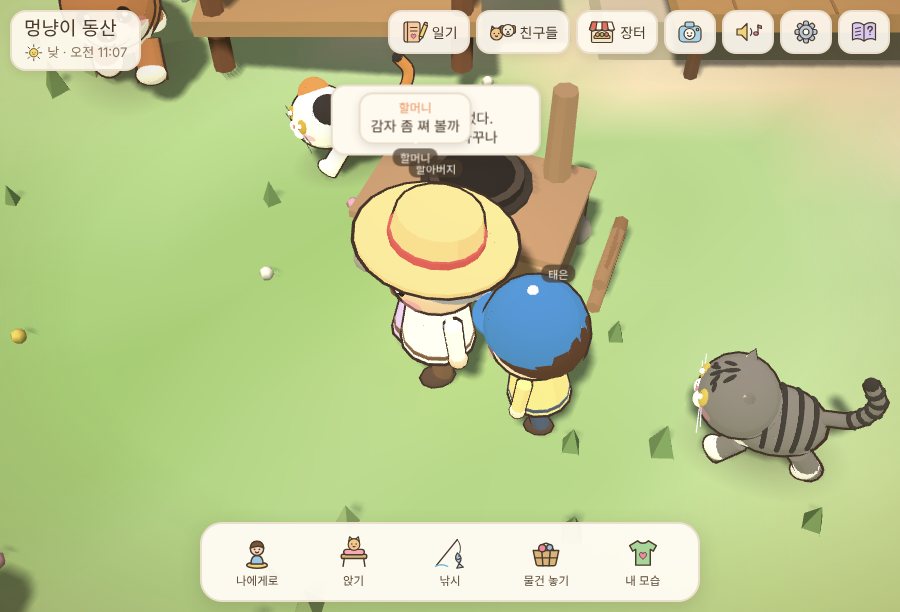 멍냥이 동산
낮 · 오전 11:07
일기
친구들
장터
할머니
감자 좀 쪄 볼까
할머니
할아버지
태은
나에게로
앉기
낚시
물건 놓기
내 모습